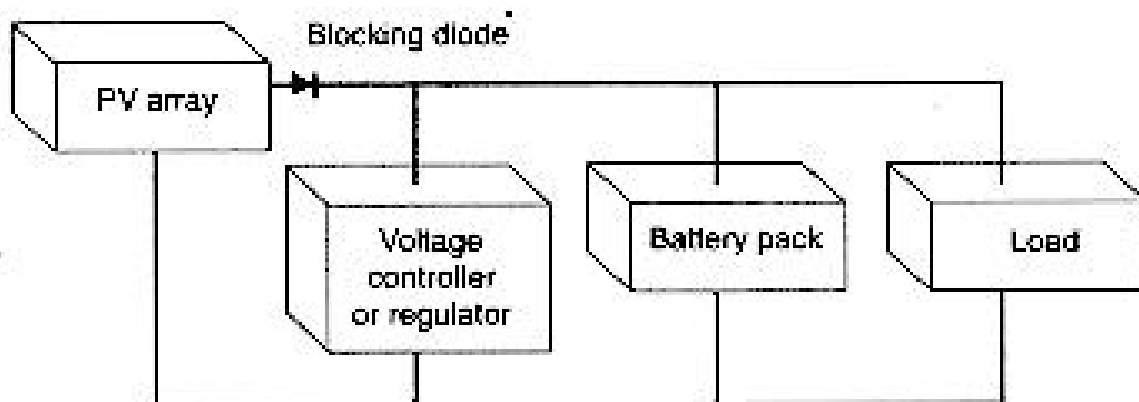 Blocking diode*
PV array
Voltage
controller
or regulator
Battery pack
Load